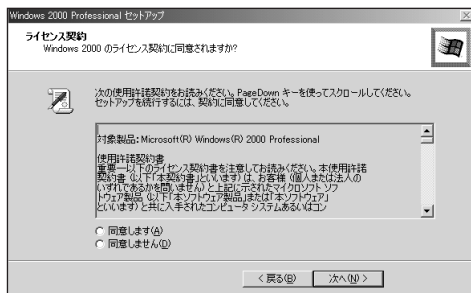 Windows 2000 Professional セットアップ
ライセンス契約
Windows 2000 のライセンス契約に同意されますか?
次の使用許諾契約をお読みください。PageDown キーを使ってスクロールしてください。
セットアップを続行するには、契約に同意してください。
対象製品：Microsoft(R) Windows(R) 2000 Professional
使用許諾契約書
重要－以下のライセンス契約書を注意してお読みください。本使用許諾
契約書 (以下「本契約書」といいます) は、お客様 (個人または法人の
いずれであるかを問いません) と上記に示されたマイクロソフト ソフ
トウェア製品 (以下「本ソフトウェア製品」または「本ソフトウェア」
といいます) と共に入手されたコンピュータ システムあるいはコン
同意します(A)
同意しません(D)
< 戻る(B)
次へ(N) >